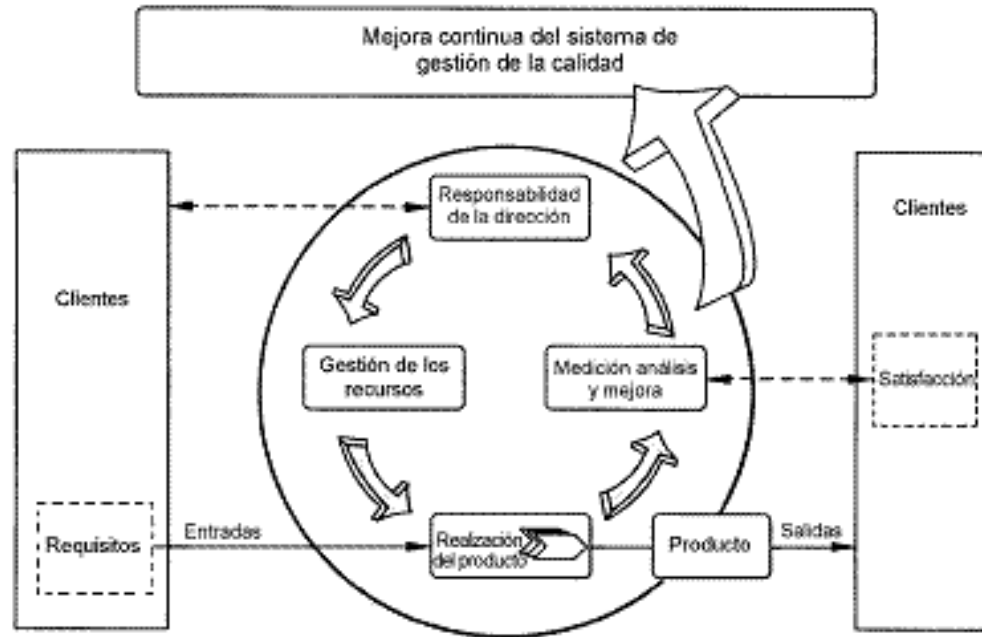 Mejora continua del sistema de
gestión de la calidad
Responsabilidad
de la dirección
Clientes
Clientes
Gestión de los
recursos
Medición análisis
y mejora
Satisfacción
Requisitos
Entradas
Realzación
del producto
Producto
Salidas